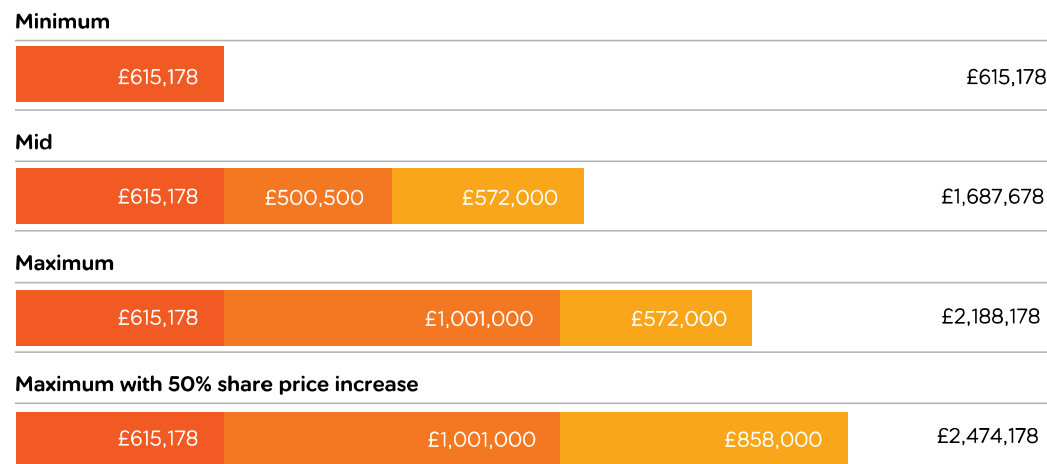 Minimum
£615,178 £615,178
Mid
£615,178 £500,500 £572,000 £1,687,678
Maximum
£615,178 £1,001,000 £572,000 £2,188,178
Maximum with 50% share price increase
£615,178 £1,001,000 £858,000 £2,474,178